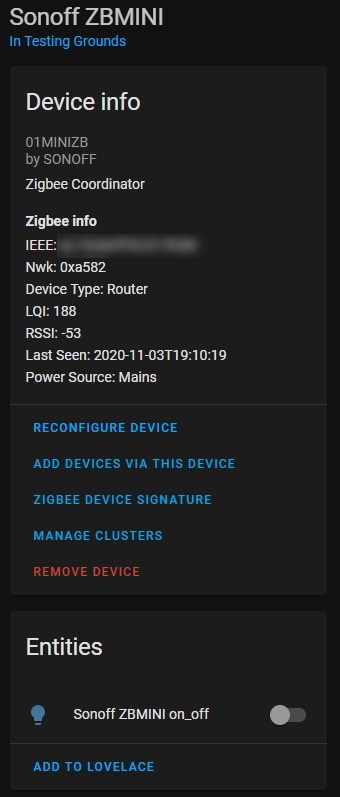 Sonoff ZBMINI
In Testing Grounds
Device info
01MINIZB
by SONOFF
Zigbee Coordinator
Zigbee info
IEEE:
Nwk: 0xa582
Device Type: Router
LQI: 188
RSSI: -53
Last Seen: 2020-11-03T19:10:19
Power Source: Mains
RECONFIGURE DEVICE
ADD DEVICES VIA THIS DEVICE
ZIGBEE DEVICE SIGNATURE
MANAGE CLUSTERS
REMOVE DEVICE
Entities
Sonoff ZBMINI on_off
ADD TO LOVELACE